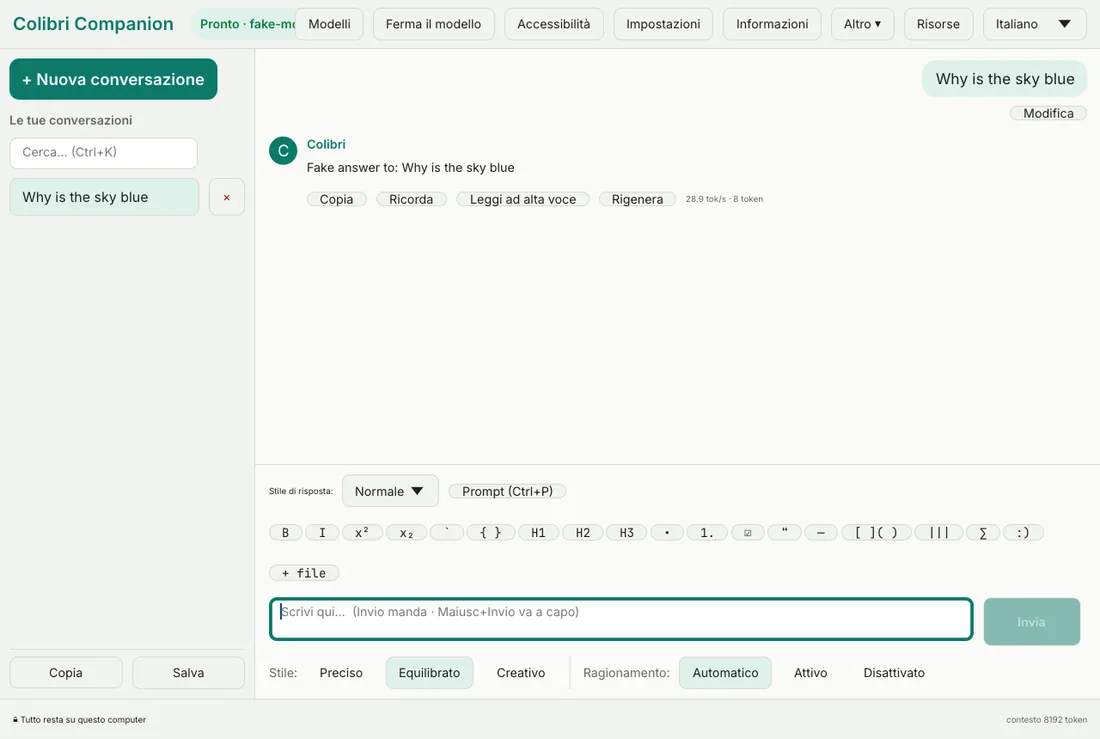 Colibri Companion
Pronto · fake-mo
Modelli
Ferma il modello
Accessibilità
Impostazioni
Informazioni
Altro ▾
Risorse
Italiano
+ Nuova conversazione
Le tue conversazioni
Cerca... (Ctrl+K)
Why is the sky blue
×
Why is the sky blue
Modifica
C
Colibri
Fake answer to: Why is the sky blue
Copia
Ricorda
Leggi ad alta voce
Rigenera
28.9 tok/s · 8 token
Stile di risposta:
Normale
Prompt (Ctrl+P)
B I x² x₂ ` { } H1 H2 H3 • 1. ☑ “ — [ ]( ) ||| ∑ :)
+ file
Scrivi qui... (Invio manda · Maiusc+Invio va a capo)
Invia
Stile:
Preciso
Equilibrato
Creativo
Ragionamento:
Automatico
Attivo
Disattivato
Copia
Salva
Tutto resta su questo computer
contesto 8192 token